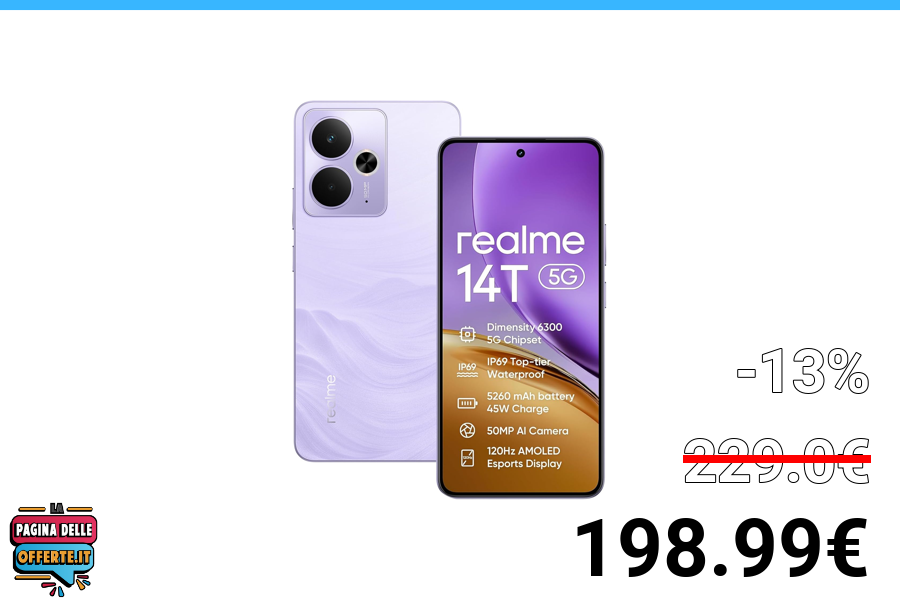 realme
14T 5G
Dimensity 6300
5G Chipset
IP69
IP69 Top-tier
Waterproof
5260 mAh battery
45W Charge
50MP AI Camera
120Hz AMOLED
Esports Display
realme
-13%
229.0€
198.99€
LA
PAGINA DELLE
OFFERTE.IT